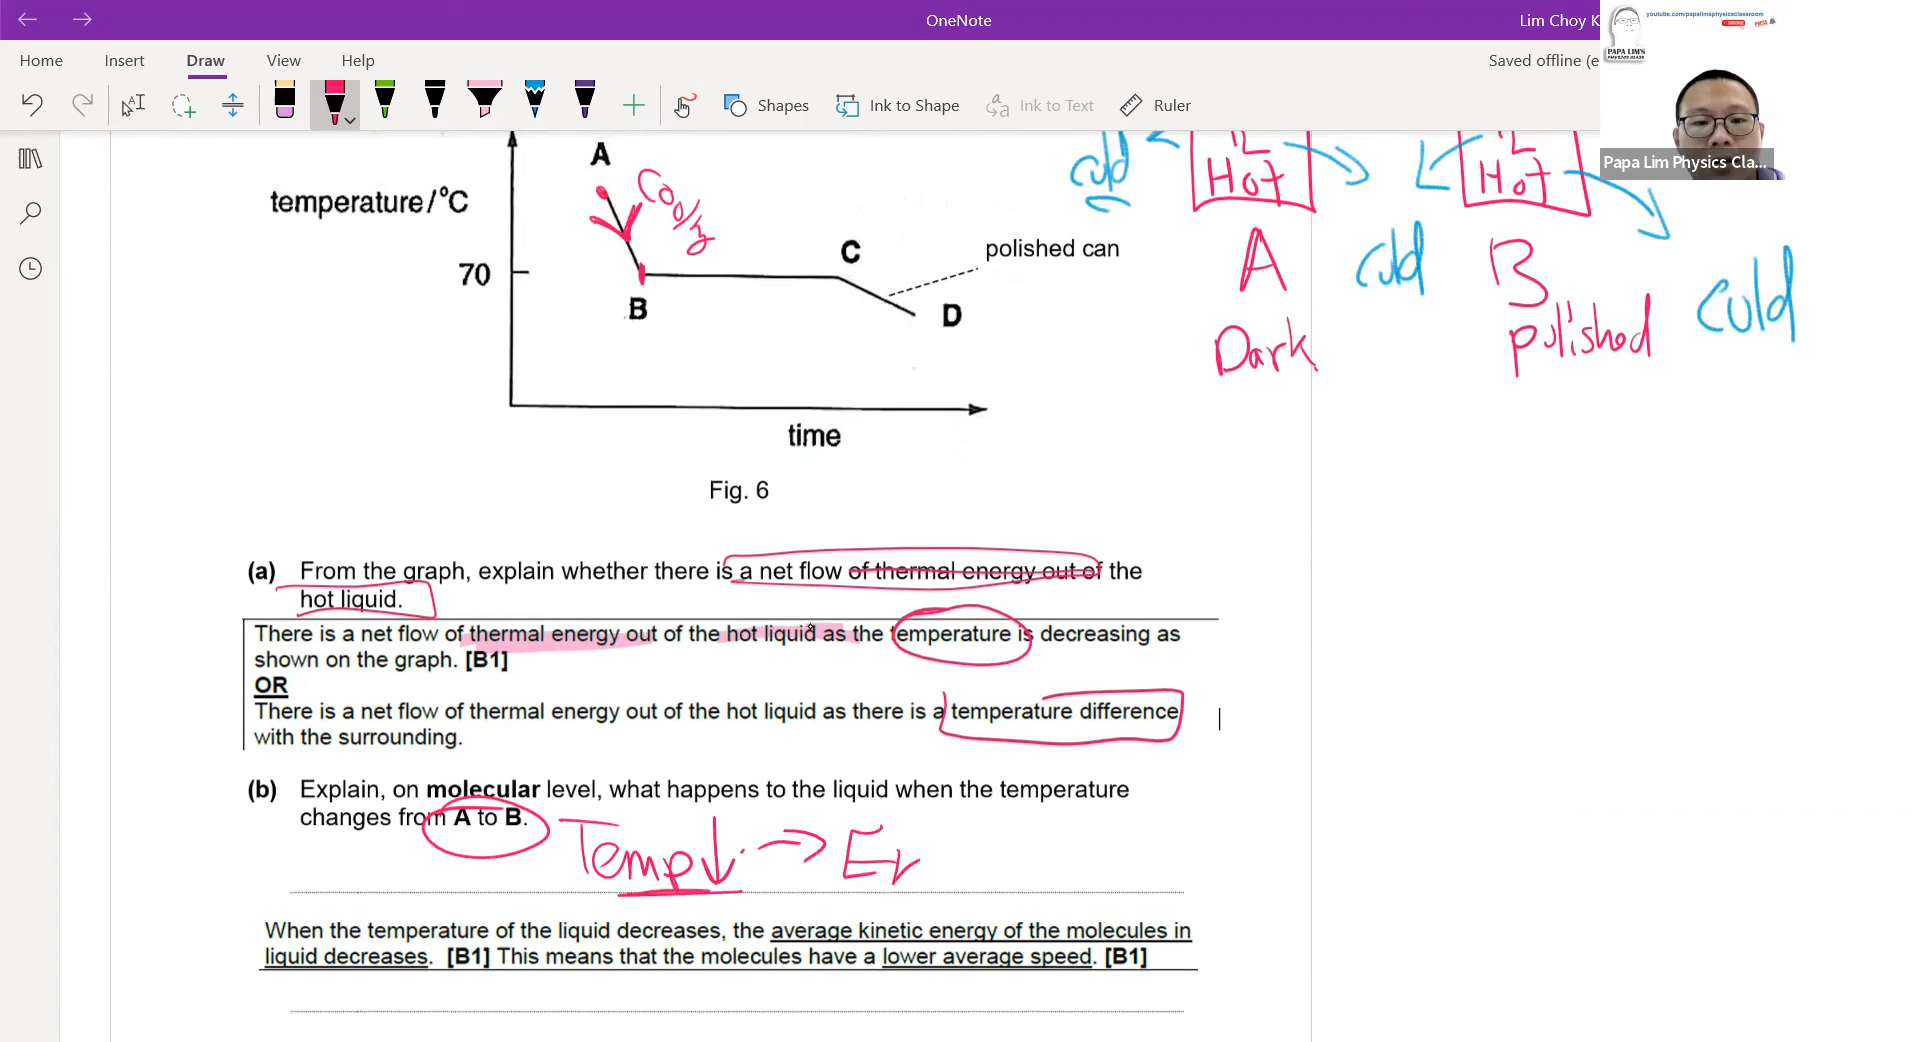 OneNote
Lim Choy K
youtube.com/papalimsphysicsclassroom
PAPA LIM'S
PHYSICS CLASS
Home Insert Draw View Help
Saved offline (e
Shapes Ink to Shape Ink to Text Ruler
Papa Lim Physics Cla...
temperature/°C
A
Cooling
70
B
C
polished can
D
time
Fig. 6
cold
Hot
Hot
A
cold
B
cold
Dark
polished
(a) From the graph, explain whether there is a net flow of thermal energy out of the
hot liquid.
There is a net flow of thermal energy out of the hot liquid as the temperature is decreasing as
shown on the graph. [B1]
OR
There is a net flow of thermal energy out of the hot liquid as there is a temperature difference
with the surrounding.
(b) Explain, on molecular level, what happens to the liquid when the temperature
changes from A to B.
Temp↓ →
When the temperature of the liquid decreases, the average kinetic energy of the molecules in
liquid decreases. [B1] This means that the molecules have a lower average speed. [B1]